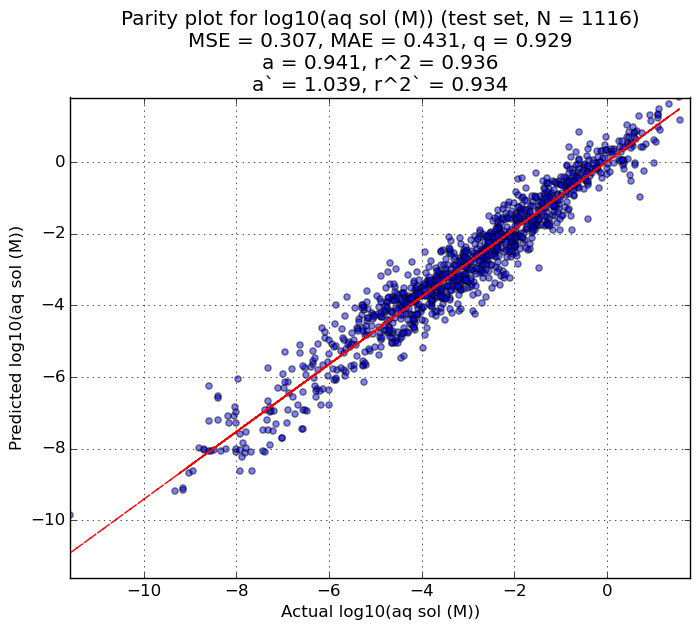 Parity plot for log10(aq sol (M)) (test set, N = 1116)
MSE = 0.307, MAE = 0.431, q = 0.929
a = 0.941, r^2 = 0.936
a` = 1.039, r^2` = 0.934
0
−2
−4
−6
−8
−10
Predicted log10(aq sol (M))
−10 −8 −6 −4 −2 0
Actual log10(aq sol (M))